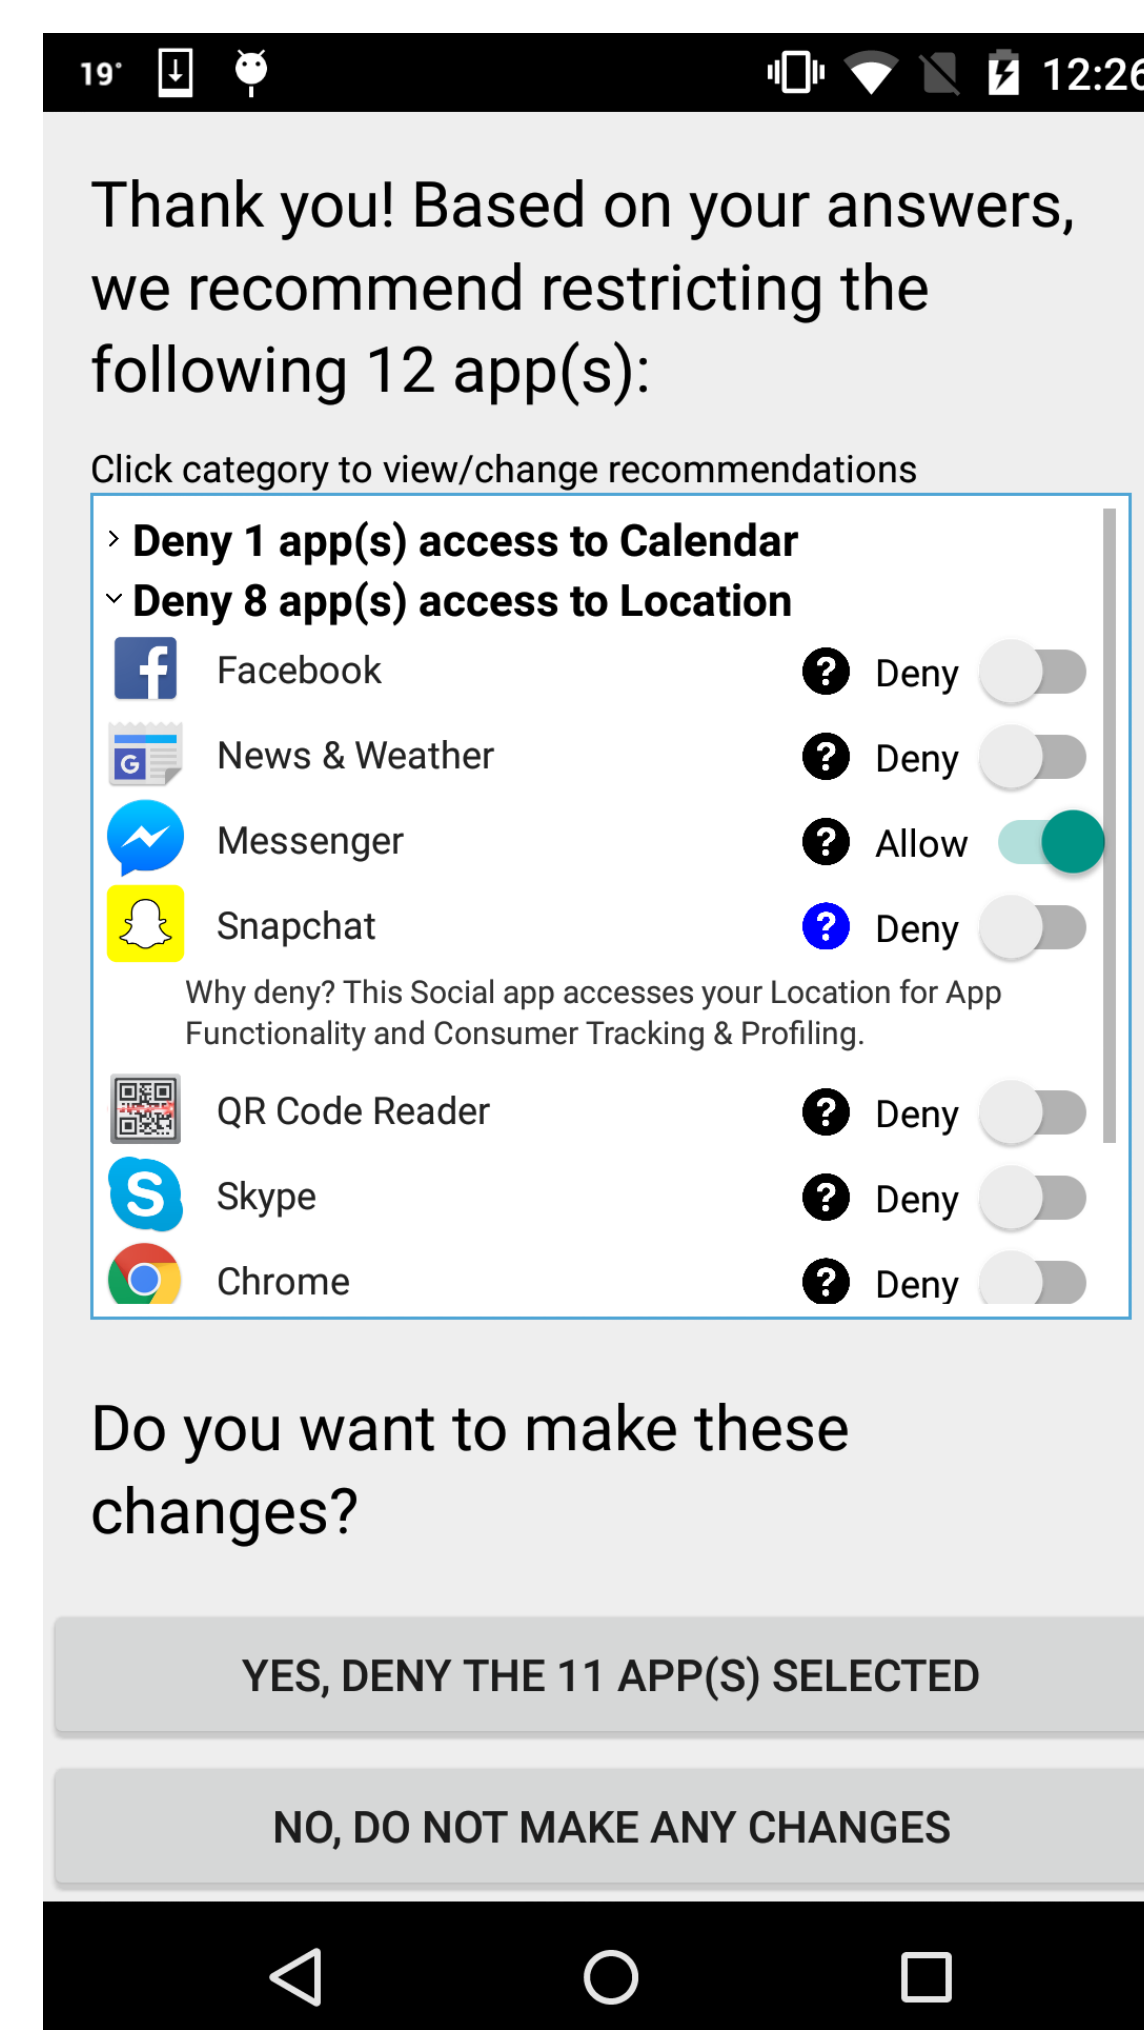 19°
12:26
Thank you! Based on your answers,
we recommend restricting the
following 12 app(s):
Click category to view/change recommendations
Deny 1 app(s) access to Calendar
Deny 8 app(s) access to Location
Facebook ? Deny
G News & Weather ? Deny
Messenger ? Allow
Snapchat ? Deny
Why deny? This Social app accesses your Location for App
Functionality and Consumer Tracking & Profiling.
QR Code Reader ? Deny
S Skype ? Deny
Chrome ? Deny
Do you want to make these
changes?
YES, DENY THE 11 APP(S) SELECTED
NO, DO NOT MAKE ANY CHANGES